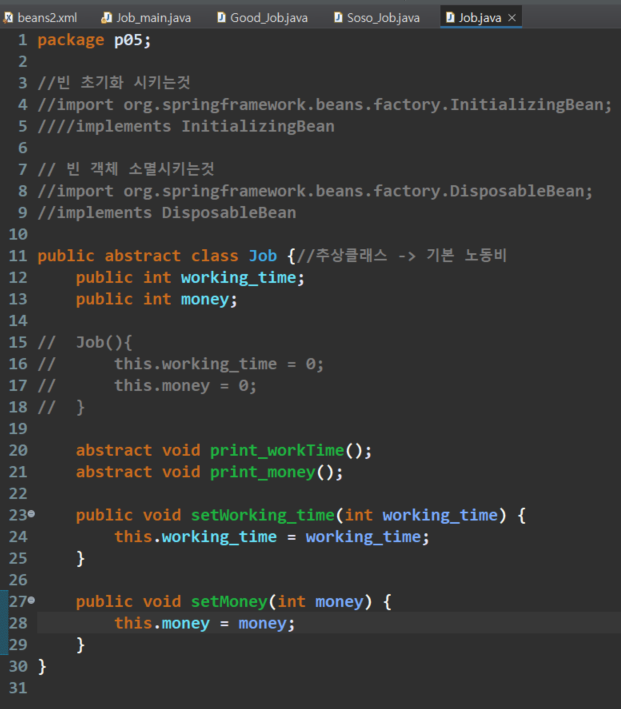 beans2.xml Job_main.java Good_Job.java Soso_Job.java Job.java
1 package p05;
2
3 //빈 초기화 시키는것
4 //import org.springframework.beans.factory.InitializingBean;
5 ////implements InitializingBean
6
7 // 빈 객체 소멸시키는것
8 //import org.springframework.beans.factory.DisposableBean;
9 //implements DisposableBean
10
11 public abstract class Job {//추상클래스 -> 기본 노동비
12     public int working_time;
13     public int money;
14
15 //  Job(){
16 //      this.working_time = 0;
17 //      this.money = 0;
18 //  }
19
20     abstract void print_workTime();
21     abstract void print_money();
22
23     public void setWorking_time(int working_time) {
24         this.working_time = working_time;
25     }
26
27     public void setMoney(int money) {
28         this.money = money;
29     }
30 }
31